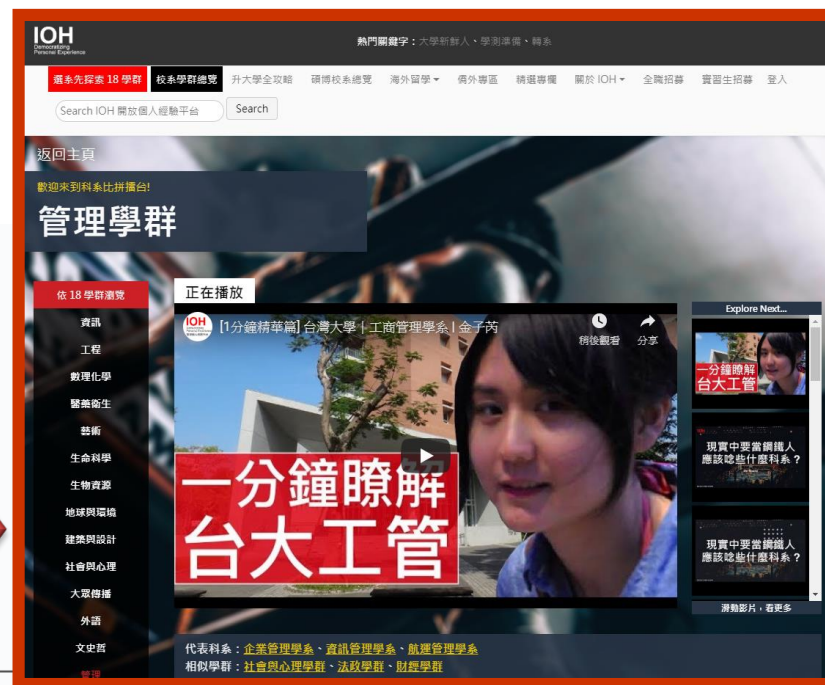 IOH
Democratizing
Personal Experience
熱門關鍵字：大學新鮮人、學測準備、轉系
選系先探索 18 學群 校系學群總覽 升大學全攻略 碩博校系總覽 海外留學 僑外專區 精選專欄 關於 IOH 全職招募 實習生招募 登入
Search IOH 開放個人經驗平台 Search
返回主頁
歡迎來到科系比拼擂台!
管理學群
依 18 學群瀏覽
資訊
工程
數理化學
醫藥衛生
藝術
生命科學
生物資源
地球與環境
建築與設計
社會與心理
大眾傳播
外語
文史哲
管理
正在播放
IOH
[1分鐘精華篇] 台灣大學｜工商管理學系 | 金子芮
稍後觀看 分享
一分鐘瞭解
台大工管
Explore Next...
一分鐘瞭解
台大工管
現實中要當鋼鐵人
應該唸些什麼科系？
現實中要當鋼鐵人
應該唸些什麼科系？
滑動影片，看更多
代表科系：企業管理學系、資訊管理學系、航運管理學系
相似學群：社會與心理學群、法政學群、財經學群